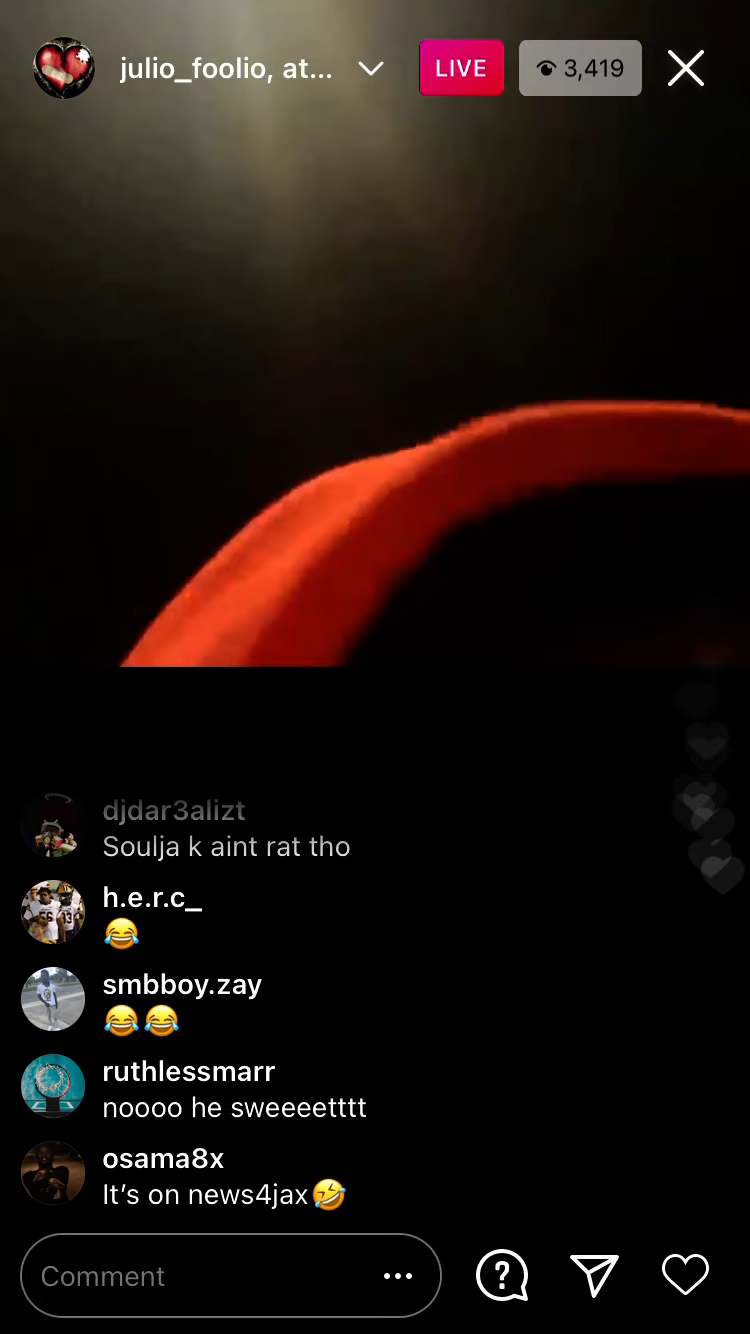 julio_foolio, at...
LIVE
3,419
djdar3alizt
Soulja k aint rat tho
h.e.r.c_
😂
smbboy.zay
😂😂
ruthlessmarr
noooo he sweeeetttt
osama8x
It’s on news4jax🤣
Comment